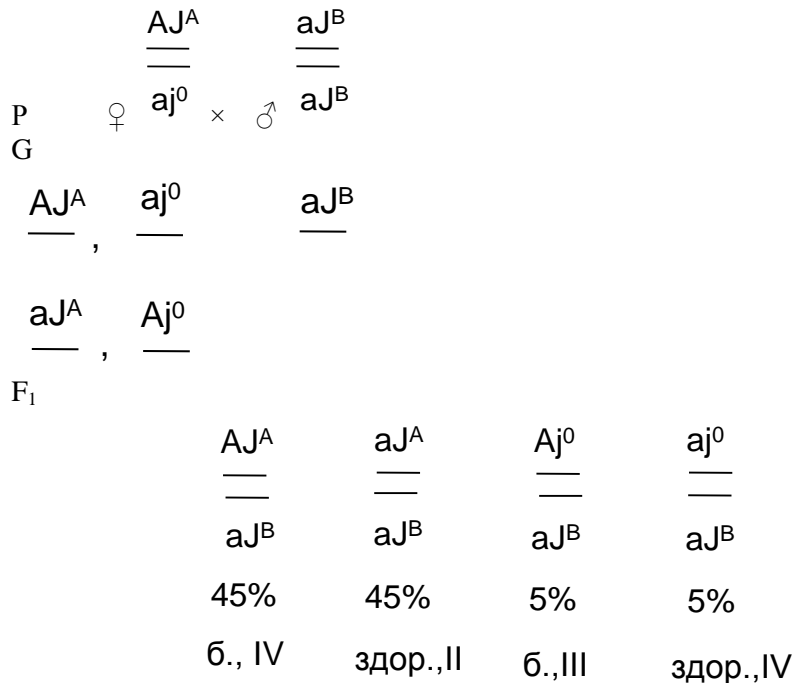 AJᴬ aJᴮ
P ♀ aj⁰ × ♂ aJᴮ
G
AJᴬ , aj⁰ aJᴮ
aJᴬ , Aj⁰
F₁
AJᴬ aJᴬ Aj⁰ aj⁰
aJᴮ aJᴮ aJᴮ aJᴮ
45% 45% 5% 5%
б., IV здор.,II б.,III здор.,IV